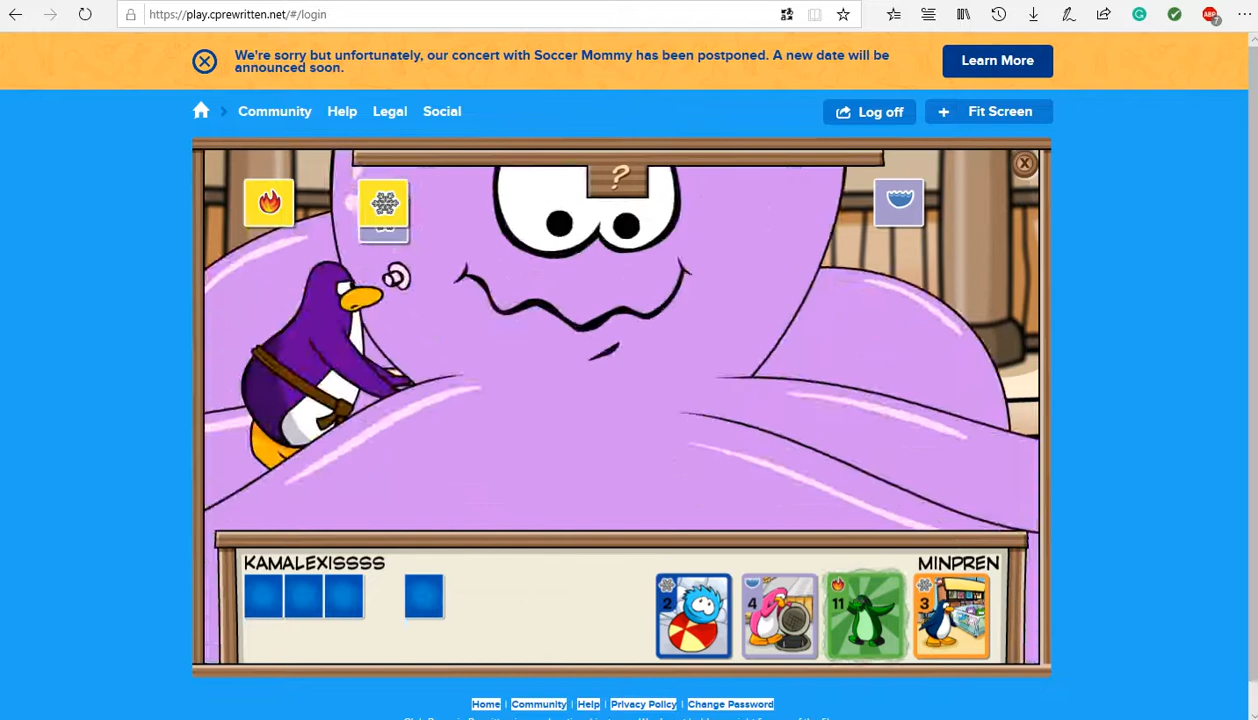 https://play.cprewritten.net/#/login
ABP
7
We're sorry but unfortunately, our concert with Soccer Mommy has been postponed. A new date will be
announced soon.
Learn More
Community Help Legal Social
Log off
+ Fit Screen
?
KAMALEXISSSS
MINPREN
2
4
11
3
Home | Community | Help | Privacy Policy | Change Password